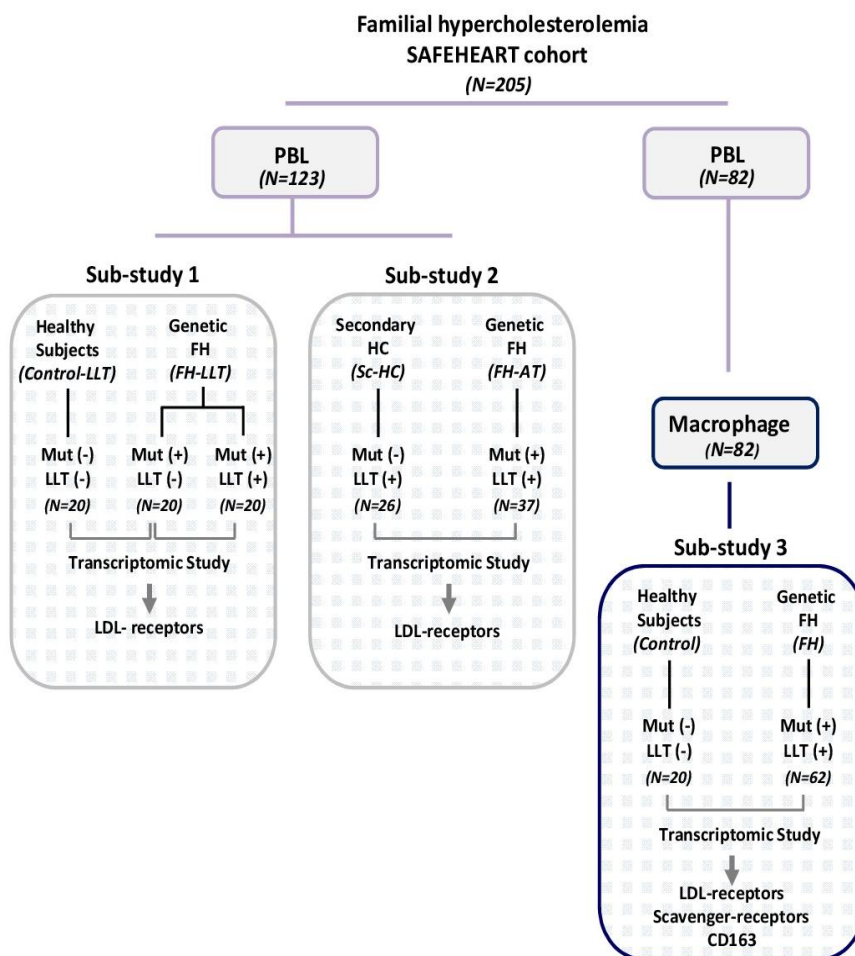 Familial hypercholesterolemia
SAFEHEART cohort
(N=205)
PBL
(N=123)
PBL
(N=82)
Sub-study 1
Healthy
Subjects
(Control-LLT)
Genetic
FH
(FH-LLT)
Mut (-)
LLT (-)
(N=20)
Mut (+)
LLT (-)
(N=20)
Mut (+)
LLT (+)
(N=20)
Transcriptomic Study
LDL- receptors
Sub-study 2
Secondary
HC
(Sc-HC)
Genetic
FH
(FH-AT)
Mut (-)
LLT (+)
(N=26)
Mut (+)
LLT (+)
(N=37)
Transcriptomic Study
LDL-receptors
Macrophage
(N=82)
Sub-study 3
Healthy
Subjects
(Control)
Genetic
FH
(FH)
Mut (-)
LLT (-)
(N=20)
Mut (+)
LLT (+)
(N=62)
Transcriptomic Study
LDL-receptors
Scavenger-receptors
CD163